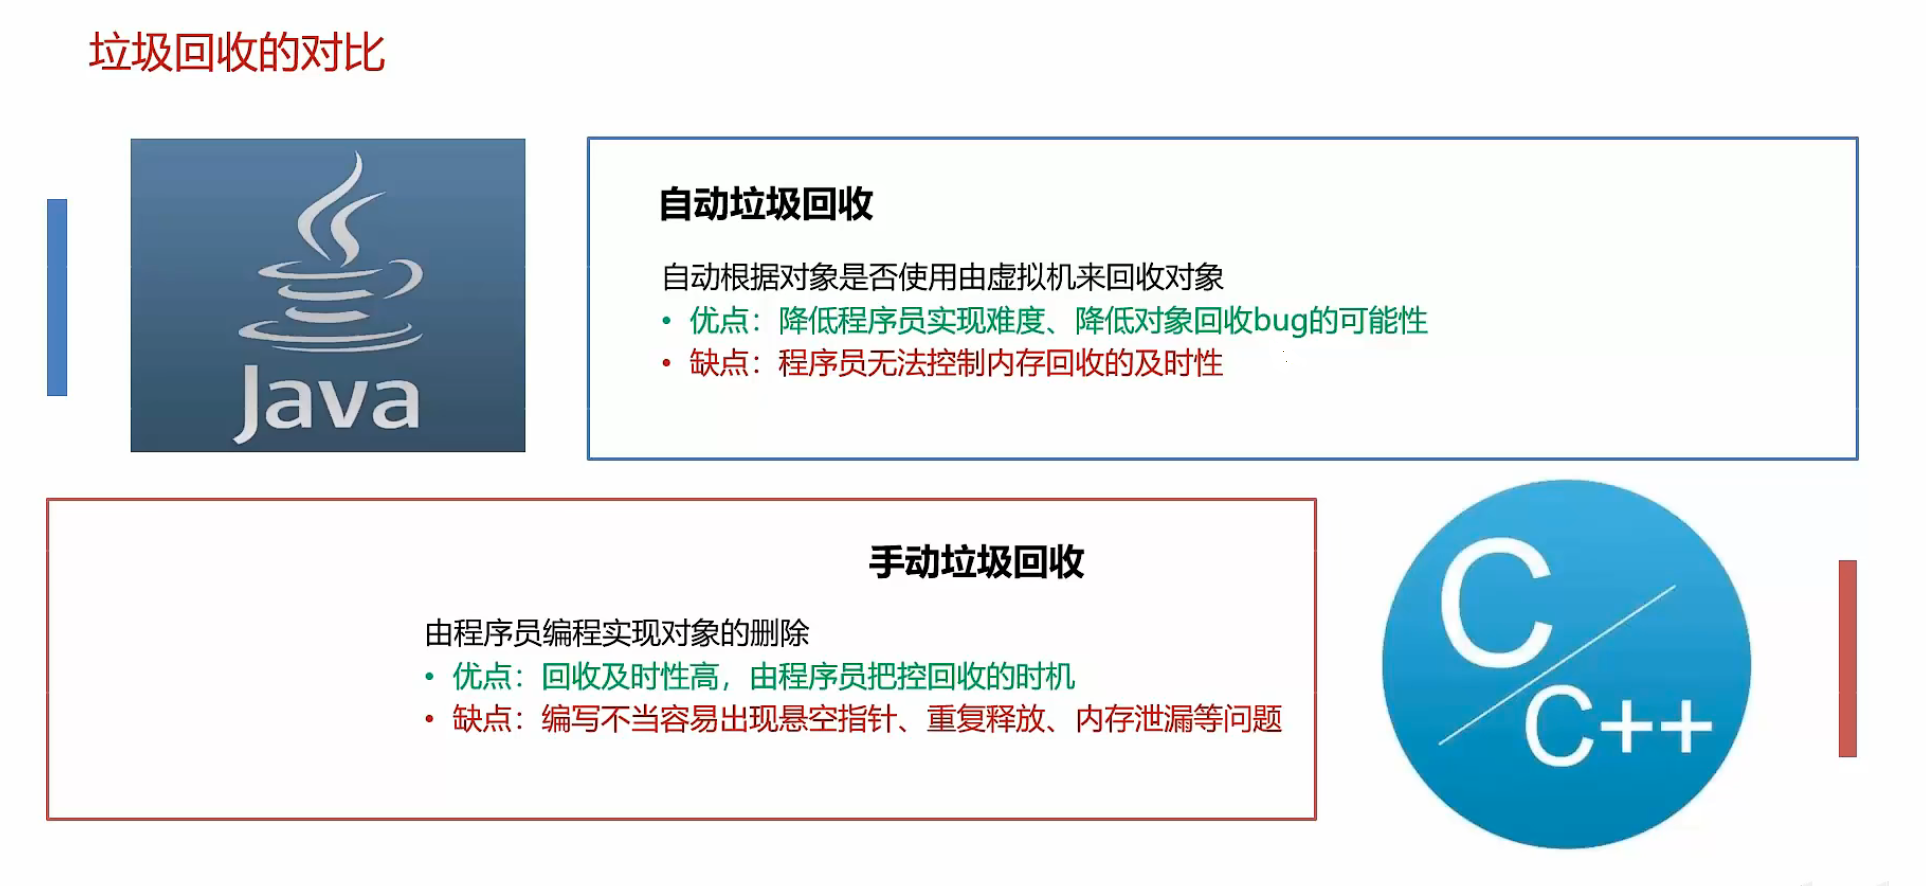 垃圾回收的对比
Java
自动垃圾回收
自动根据对象是否使用由虚拟机来回收对象
• 优点：降低程序员实现难度、降低对象回收bug的可能性
• 缺点：程序员无法控制内存回收的及时性
手动垃圾回收
由程序员编程实现对象的删除
• 优点：回收及时性高，由程序员把控回收的时机
• 缺点：编写不当容易出现悬空指针、重复释放、内存泄漏等问题
C
C++